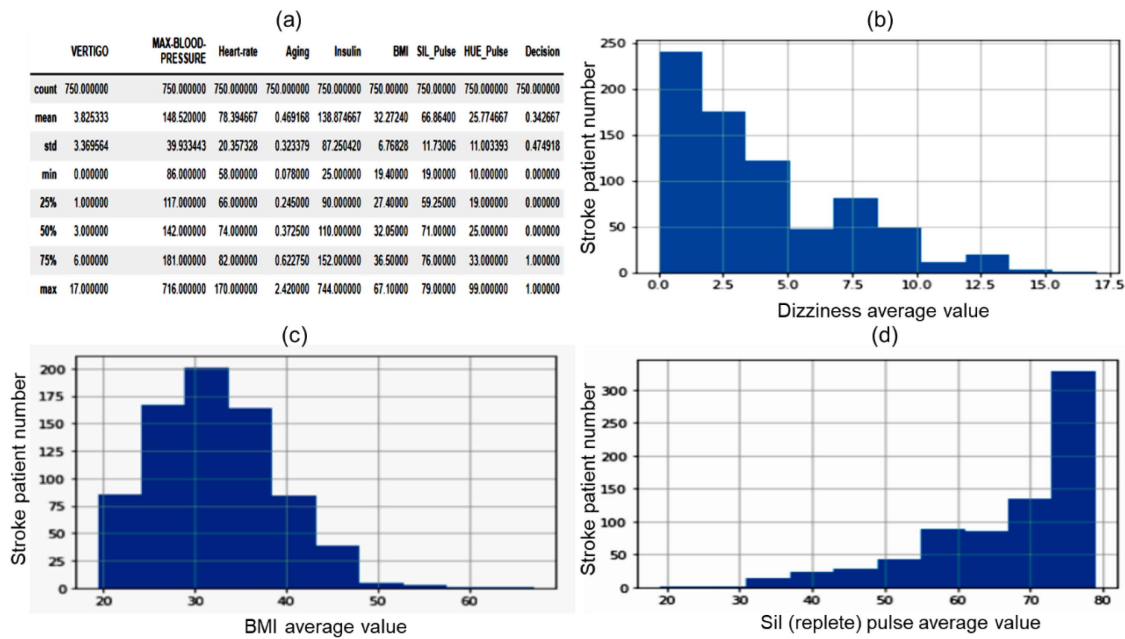 (a)
VERTIGO MAX-BLOOD-PRESSURE Heart-rate Aging Insulin BMI SIL_Pulse HUE_Pulse Decision
count 750.000000 750.000000 750.000000 750.000000 750.000000 750.00000 750.00000 750.000000 750.000000
mean 3.825333 148.520000 78.394667 0.469168 138.874667 32.27240 66.86400 25.774667 0.342667
std 3.369564 39.933443 20.357328 0.323379 87.250420 6.76828 11.73006 11.003393 0.474918
min 0.000000 86.000000 58.000000 0.078000 25.000000 19.40000 19.00000 10.000000 0.000000
25% 1.000000 117.000000 66.000000 0.245000 90.000000 27.40000 59.25000 19.000000 0.000000
50% 3.000000 142.000000 74.000000 0.372500 110.000000 32.05000 71.00000 25.000000 0.000000
75% 6.000000 181.000000 82.000000 0.622750 152.000000 36.50000 76.00000 33.000000 1.000000
max 17.000000 716.000000 170.000000 2.420000 744.000000 67.10000 79.00000 99.000000 1.000000
(b)
Stroke patient number
250
200
150
100
50
0
0.0 2.5 5.0 7.5 10.0 12.5 15.0 17.5
Dizziness average value
(c)
Stroke patient number
200
175
150
125
100
75
50
25
0
20 30 40 50 60
BMI average value
(d)
Stroke patient number
300
250
200
150
100
50
0
20 30 40 50 60 70 80
Sil (replete) pulse average value